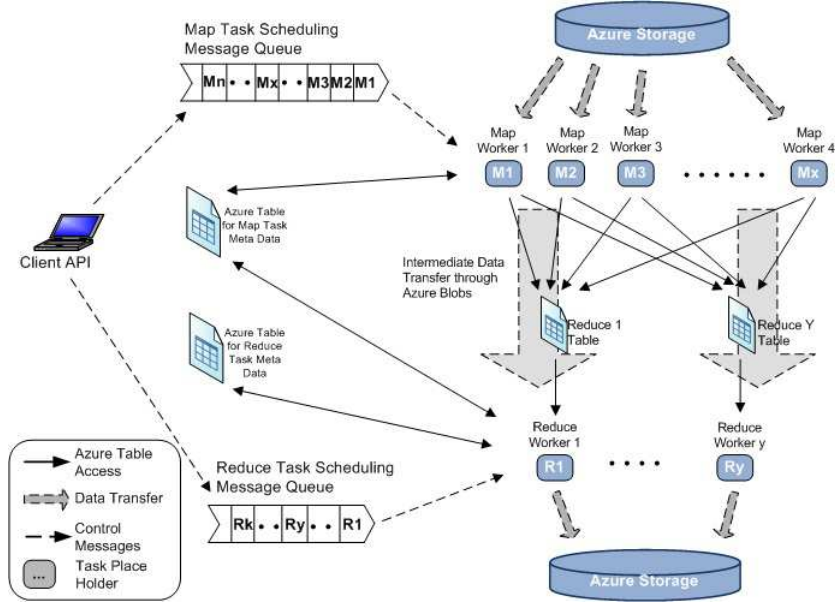 Map Task Scheduling
Message Queue
Mn • • Mx • • M3 M2 M1
Azure Storage
Map
Worker 1
Map
Worker 2
Map
Worker 3
Map
Worker 4
M1
M2
M3
Mx
Client API
Azure Table
for Map Task
Meta Data
Intermediate Data
Transfer through
Azure Blobs
Reduce 1
Table
Reduce Y
Table
Azure Table
for Reduce
Task Meta
Data
Reduce
Worker 1
Reduce
Worker y
R1
Ry
Reduce Task Scheduling
Message Queue
Rk • • Ry • • R1
Azure Table
Access
Data Transfer
Control
Messages
...
Task Place
Holder
Azure Storage